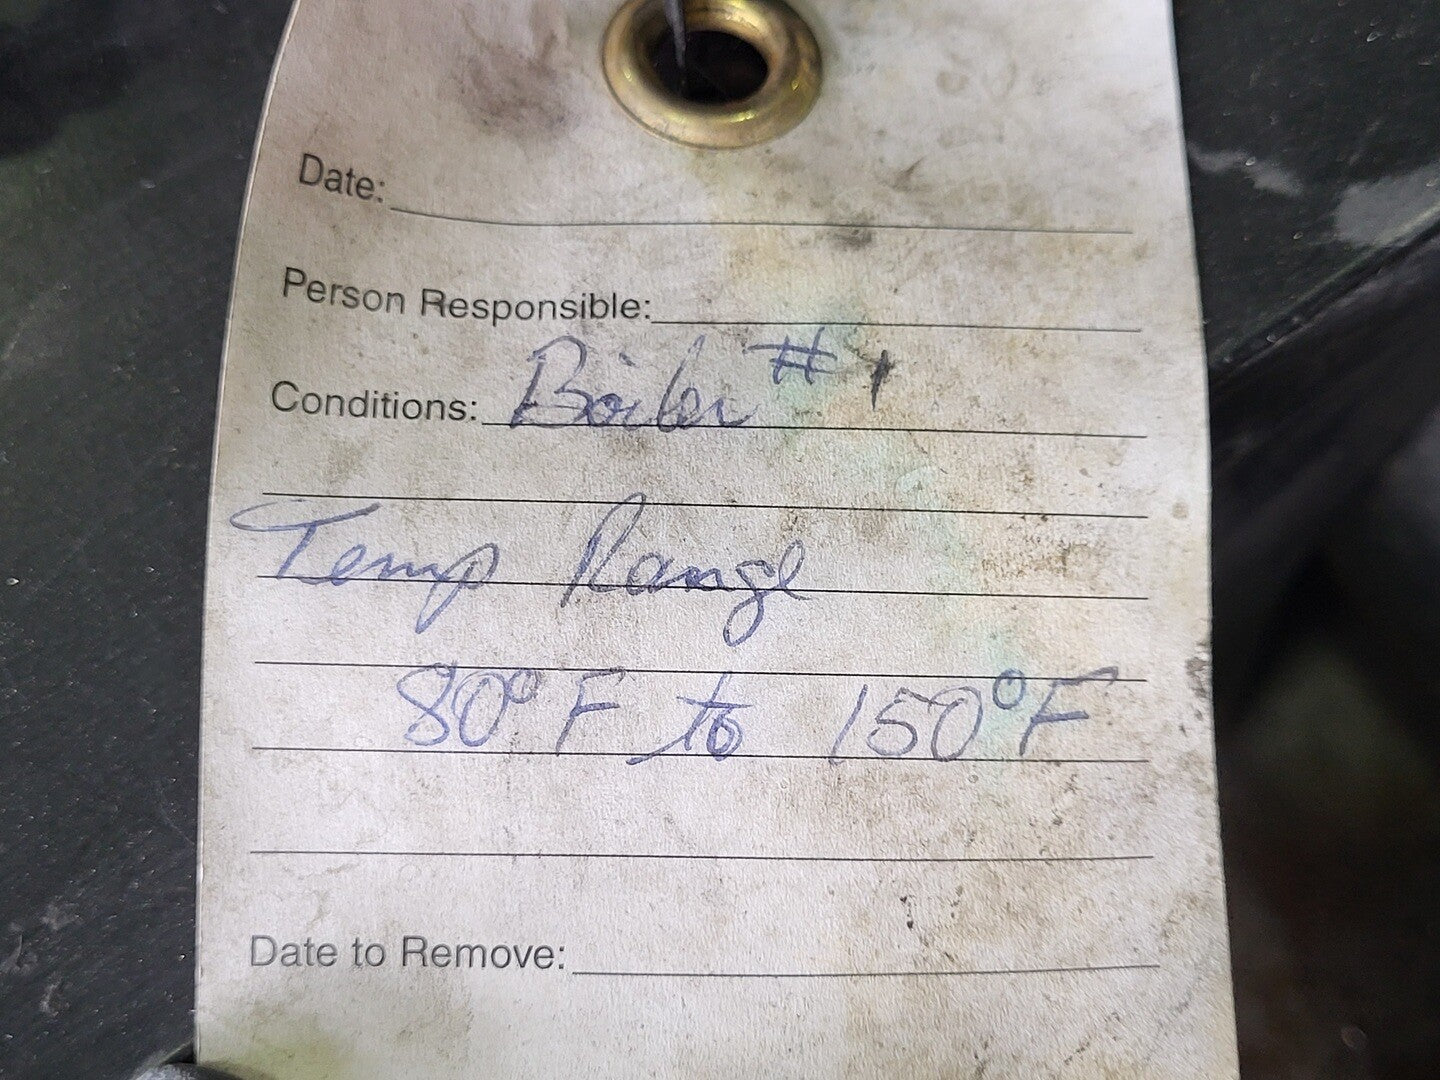 Date:
Person Responsible:
Conditions: Boiler #1
Temp Range
80°F to 150°F
Date to Remove: